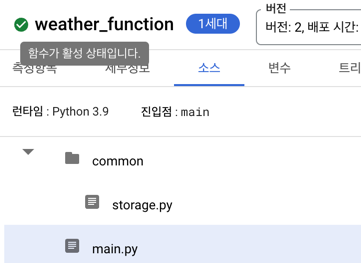 weather_function
1세대
버전
버전: 2, 배포 시간:
함수가 활성 상태입니다.
측정항목
세부정보
소스
변수
트리
런타임 : Python 3.9
진입점 : main
common
storage.py
main.py